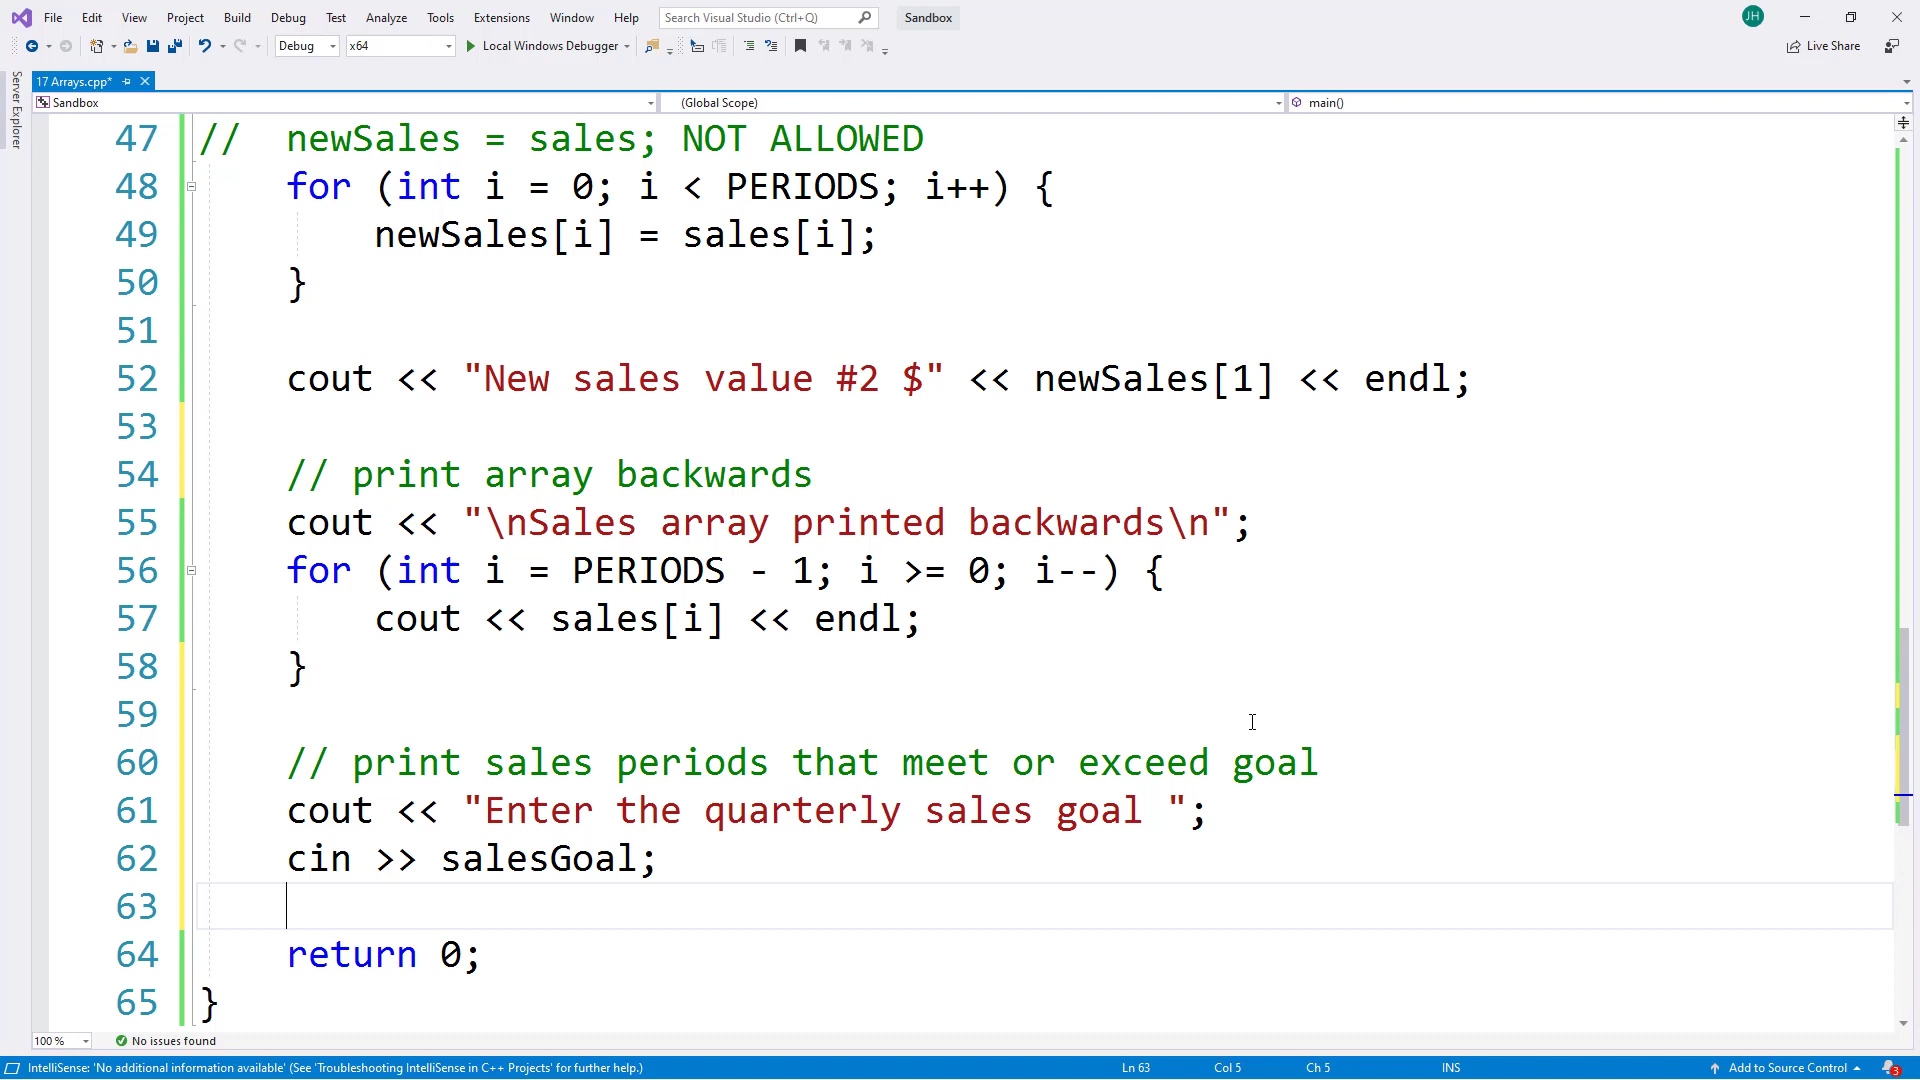 File Edit View Project Build Debug Test Analyze Tools Extensions Window Help Search Visual Studio (Ctrl+Q) Sandbox JH
Debug x64 Local Windows Debugger Live Share
Server Explorer
17 Arrays.cpp*
Sandbox (Global Scope) main()
47 // newSales = sales; NOT ALLOWED
48 for (int i = 0; i < PERIODS; i++) {
49 newSales[i] = sales[i];
50 }
51
52 cout << "New sales value #2 $" << newSales[1] << endl;
53
54 // print array backwards
55 cout << "\nSales array printed backwards\n";
56 for (int i = PERIODS - 1; i >= 0; i--) {
57 cout << sales[i] << endl;
58 }
59
60 // print sales periods that meet or exceed goal
61 cout << "Enter the quarterly sales goal ";
62 cin >> salesGoal;
63
64 return 0;
65 }
100 % No issues found
IntelliSense: 'No additional information available' (See 'Troubleshooting IntelliSense in C++ Projects' for further help.) Ln 63 Col 5 Ch 5 INS Add to Source Control 3